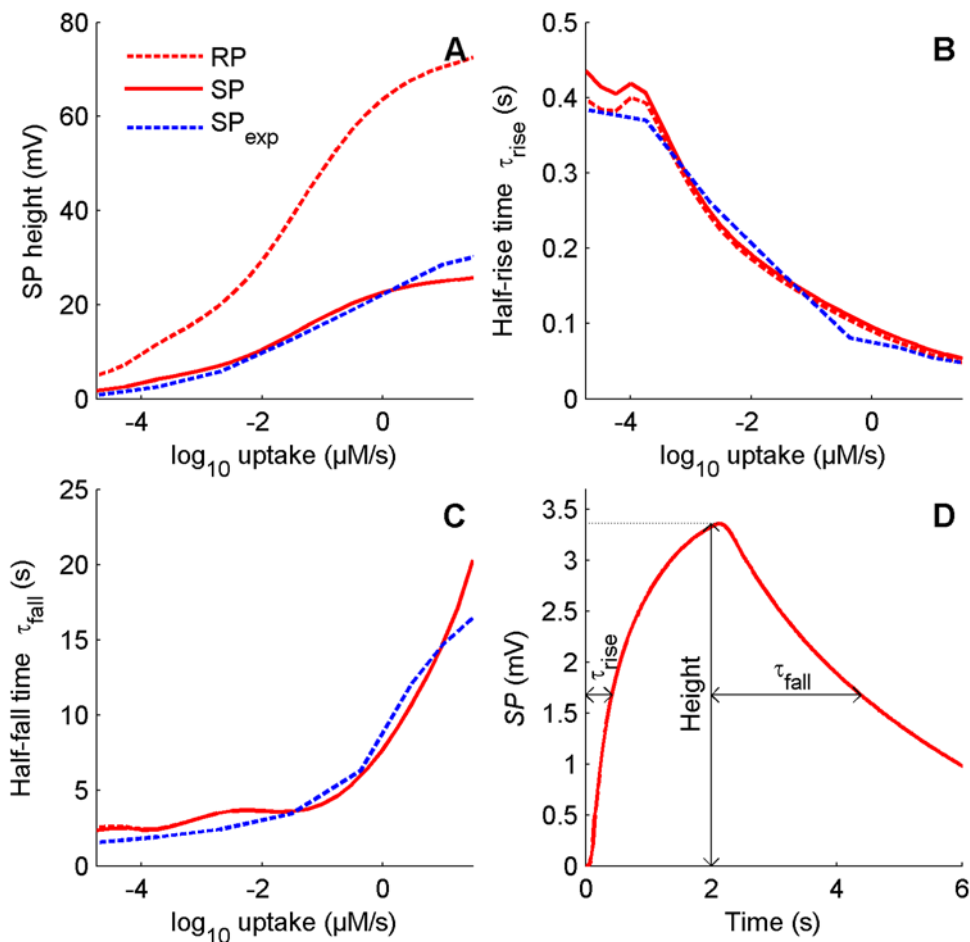 A
SP height (mV)
80
60
40
20
0
RP
SP
SP_exp
-4 -2 0
log10 uptake (µM/s)
B
Half-rise time τrise (s)
0.5
0.4
0.3
0.2
0.1
0
-4 -2 0
log10 uptake (µM/s)
C
Half-fall time τfall (s)
25
20
15
10
5
0
-4 -2 0
log10 uptake (µM/s)
D
SP (mV)
3.5
3
2.5
2
1.5
1
0.5
0
τrise
Height
τfall
0 2 4 6
Time (s)